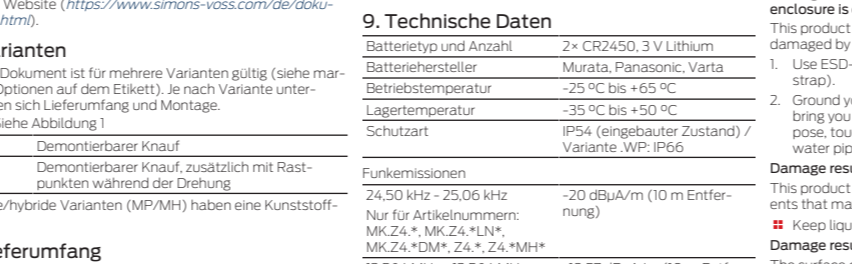 Website (https://www.simons-voss.com/de/doku-
html).
Dokument ist für mehrere Varianten gültig (siehe mar-
Optionen auf dem Etikett). Je nach Variante unter-
en sich Lieferumfang und Montage.
Siehe Abbildung 1
Demontierbarer Knauf
Demontierbarer Knauf, zusätzlich mit Rast-
punkten während der Drehung
e/hybride Varianten (MP/MH) haben eine Kunststoff-
eferumfang
9. Technische Daten
Batterietyp und Anzahl 2× CR2450, 3 V Lithium
Batteriehersteller Murata, Panasonic, Varta
Betriebstemperatur -25 ºC bis +65 ºC
Lagertemperatur -35 ºC bis +50 ºC
Schutzart IP54 (eingebauter Zustand) /
Variante .WP: IP66
Funkemissionen
24,50 kHz - 25,06 kHz -20 dBµA/m (10 m Entfer-
nung)
Nur für Artikelnummern:
MK.Z4.*, MK.Z4.*LN*,
MK.Z4.*DM*, Z4.*, Z4.*MH*
enclosure is
This product
damaged by
1. Use ESD-
strap).
2. Ground yo
bring you
pose, tou
water pip
Damage resu
This product
ents that ma
Keep liqu
Damage resu